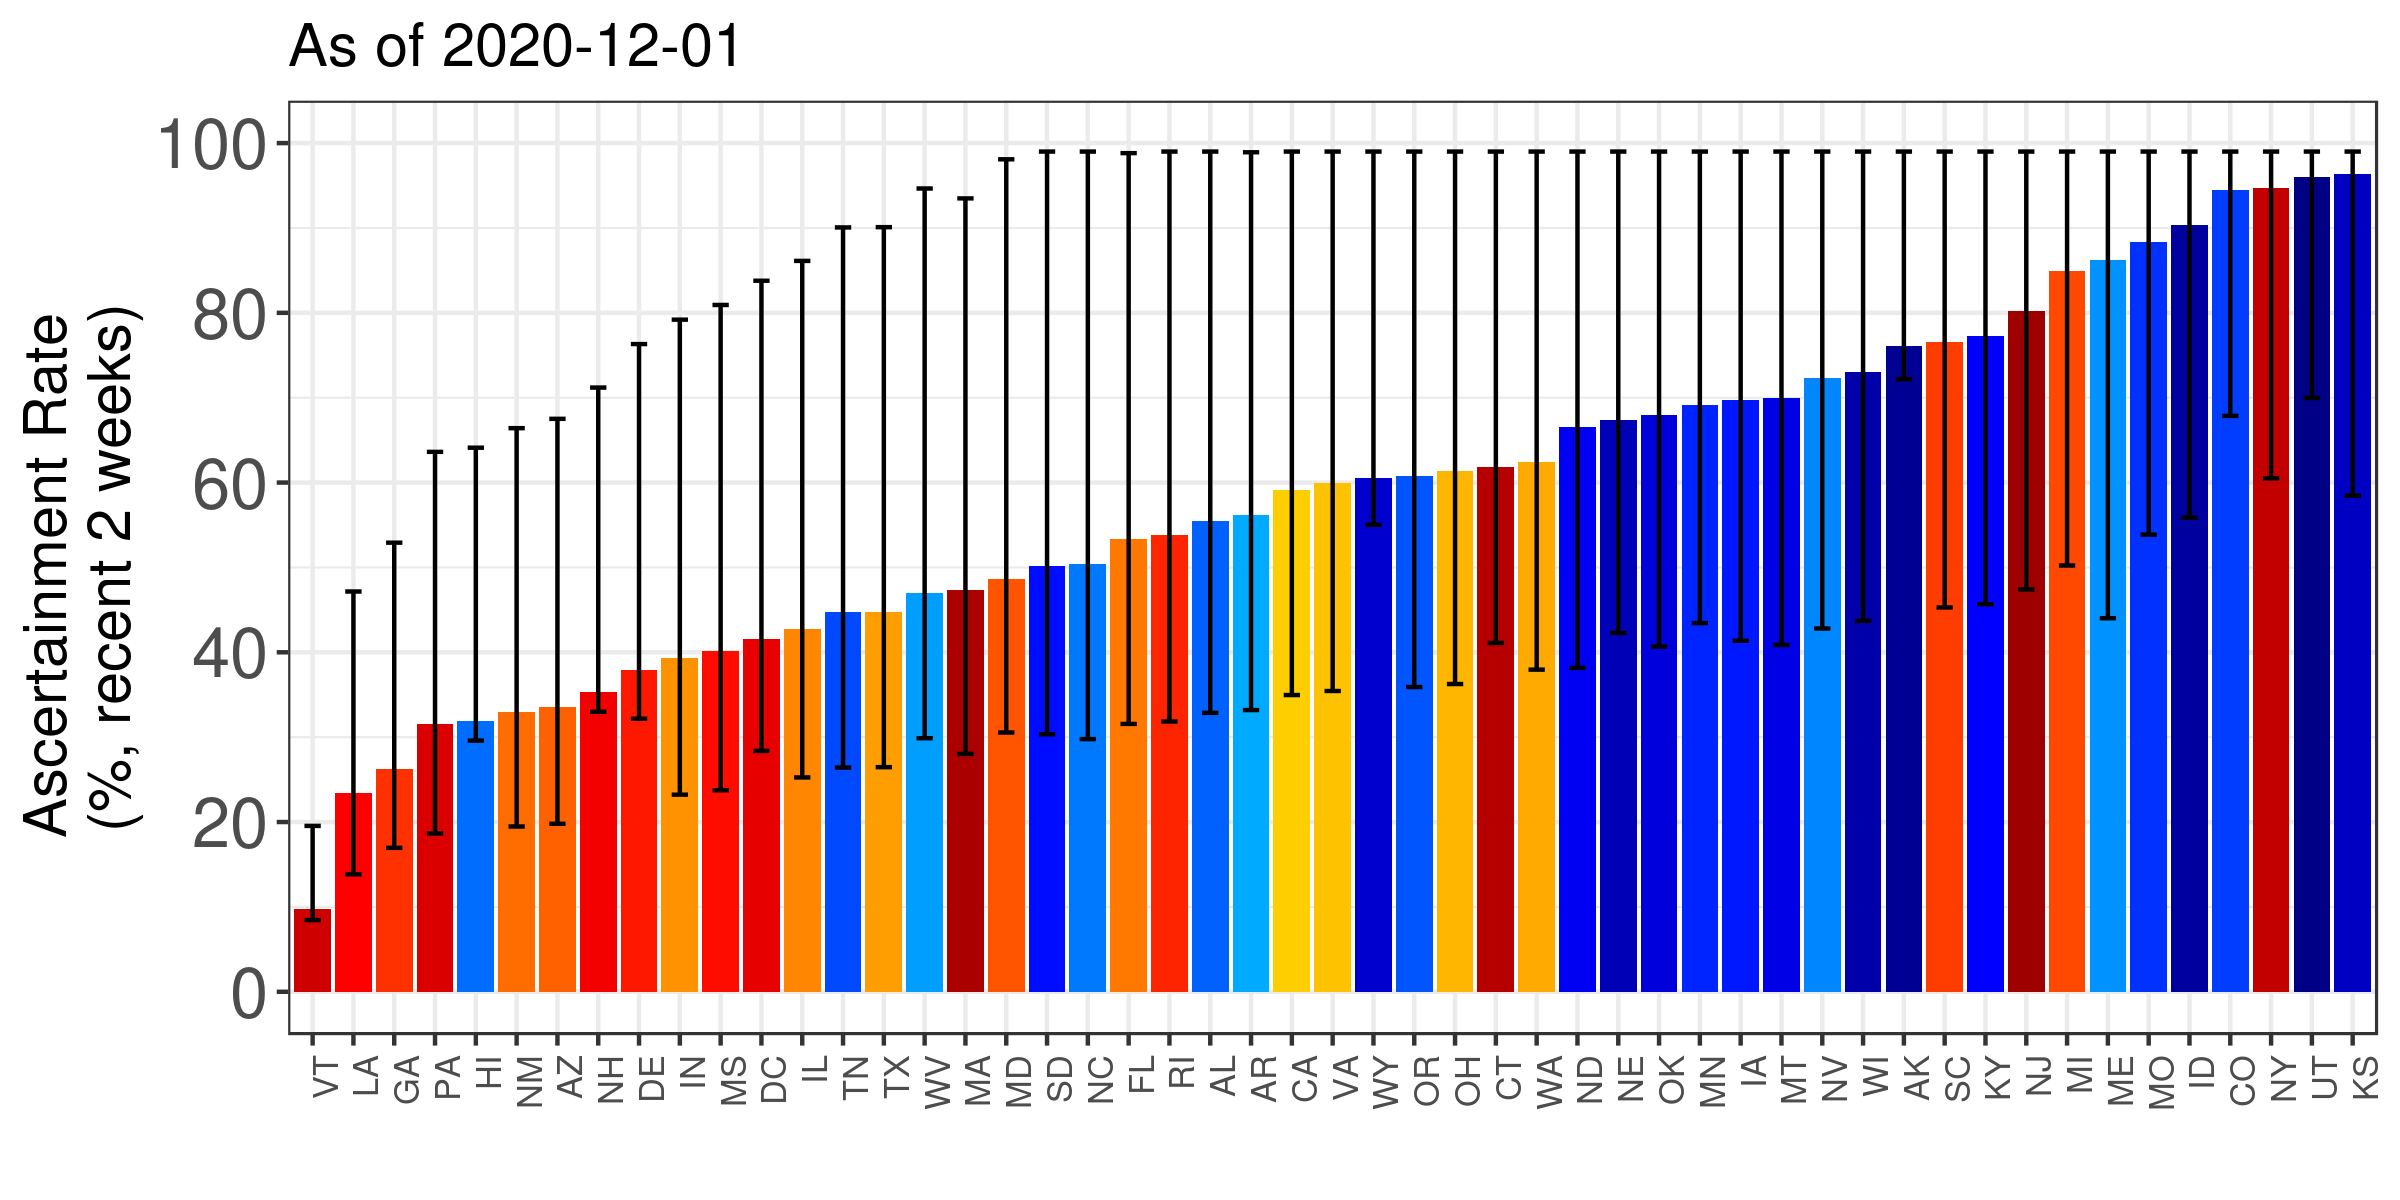 As of 2020-12-01
Ascertainment Rate
(%, recent 2 weeks)
100
80
60
40
20
0
VT LA GA PA HI NM AZ NH DE IN MS DC IL TN TX WV MA MD SD NC FL RI AL AR CA VA WY OR OH CT WA ND NE OK MN IA MT NV WI AK SC KY NJ MI ME MO ID CO NY UT KS